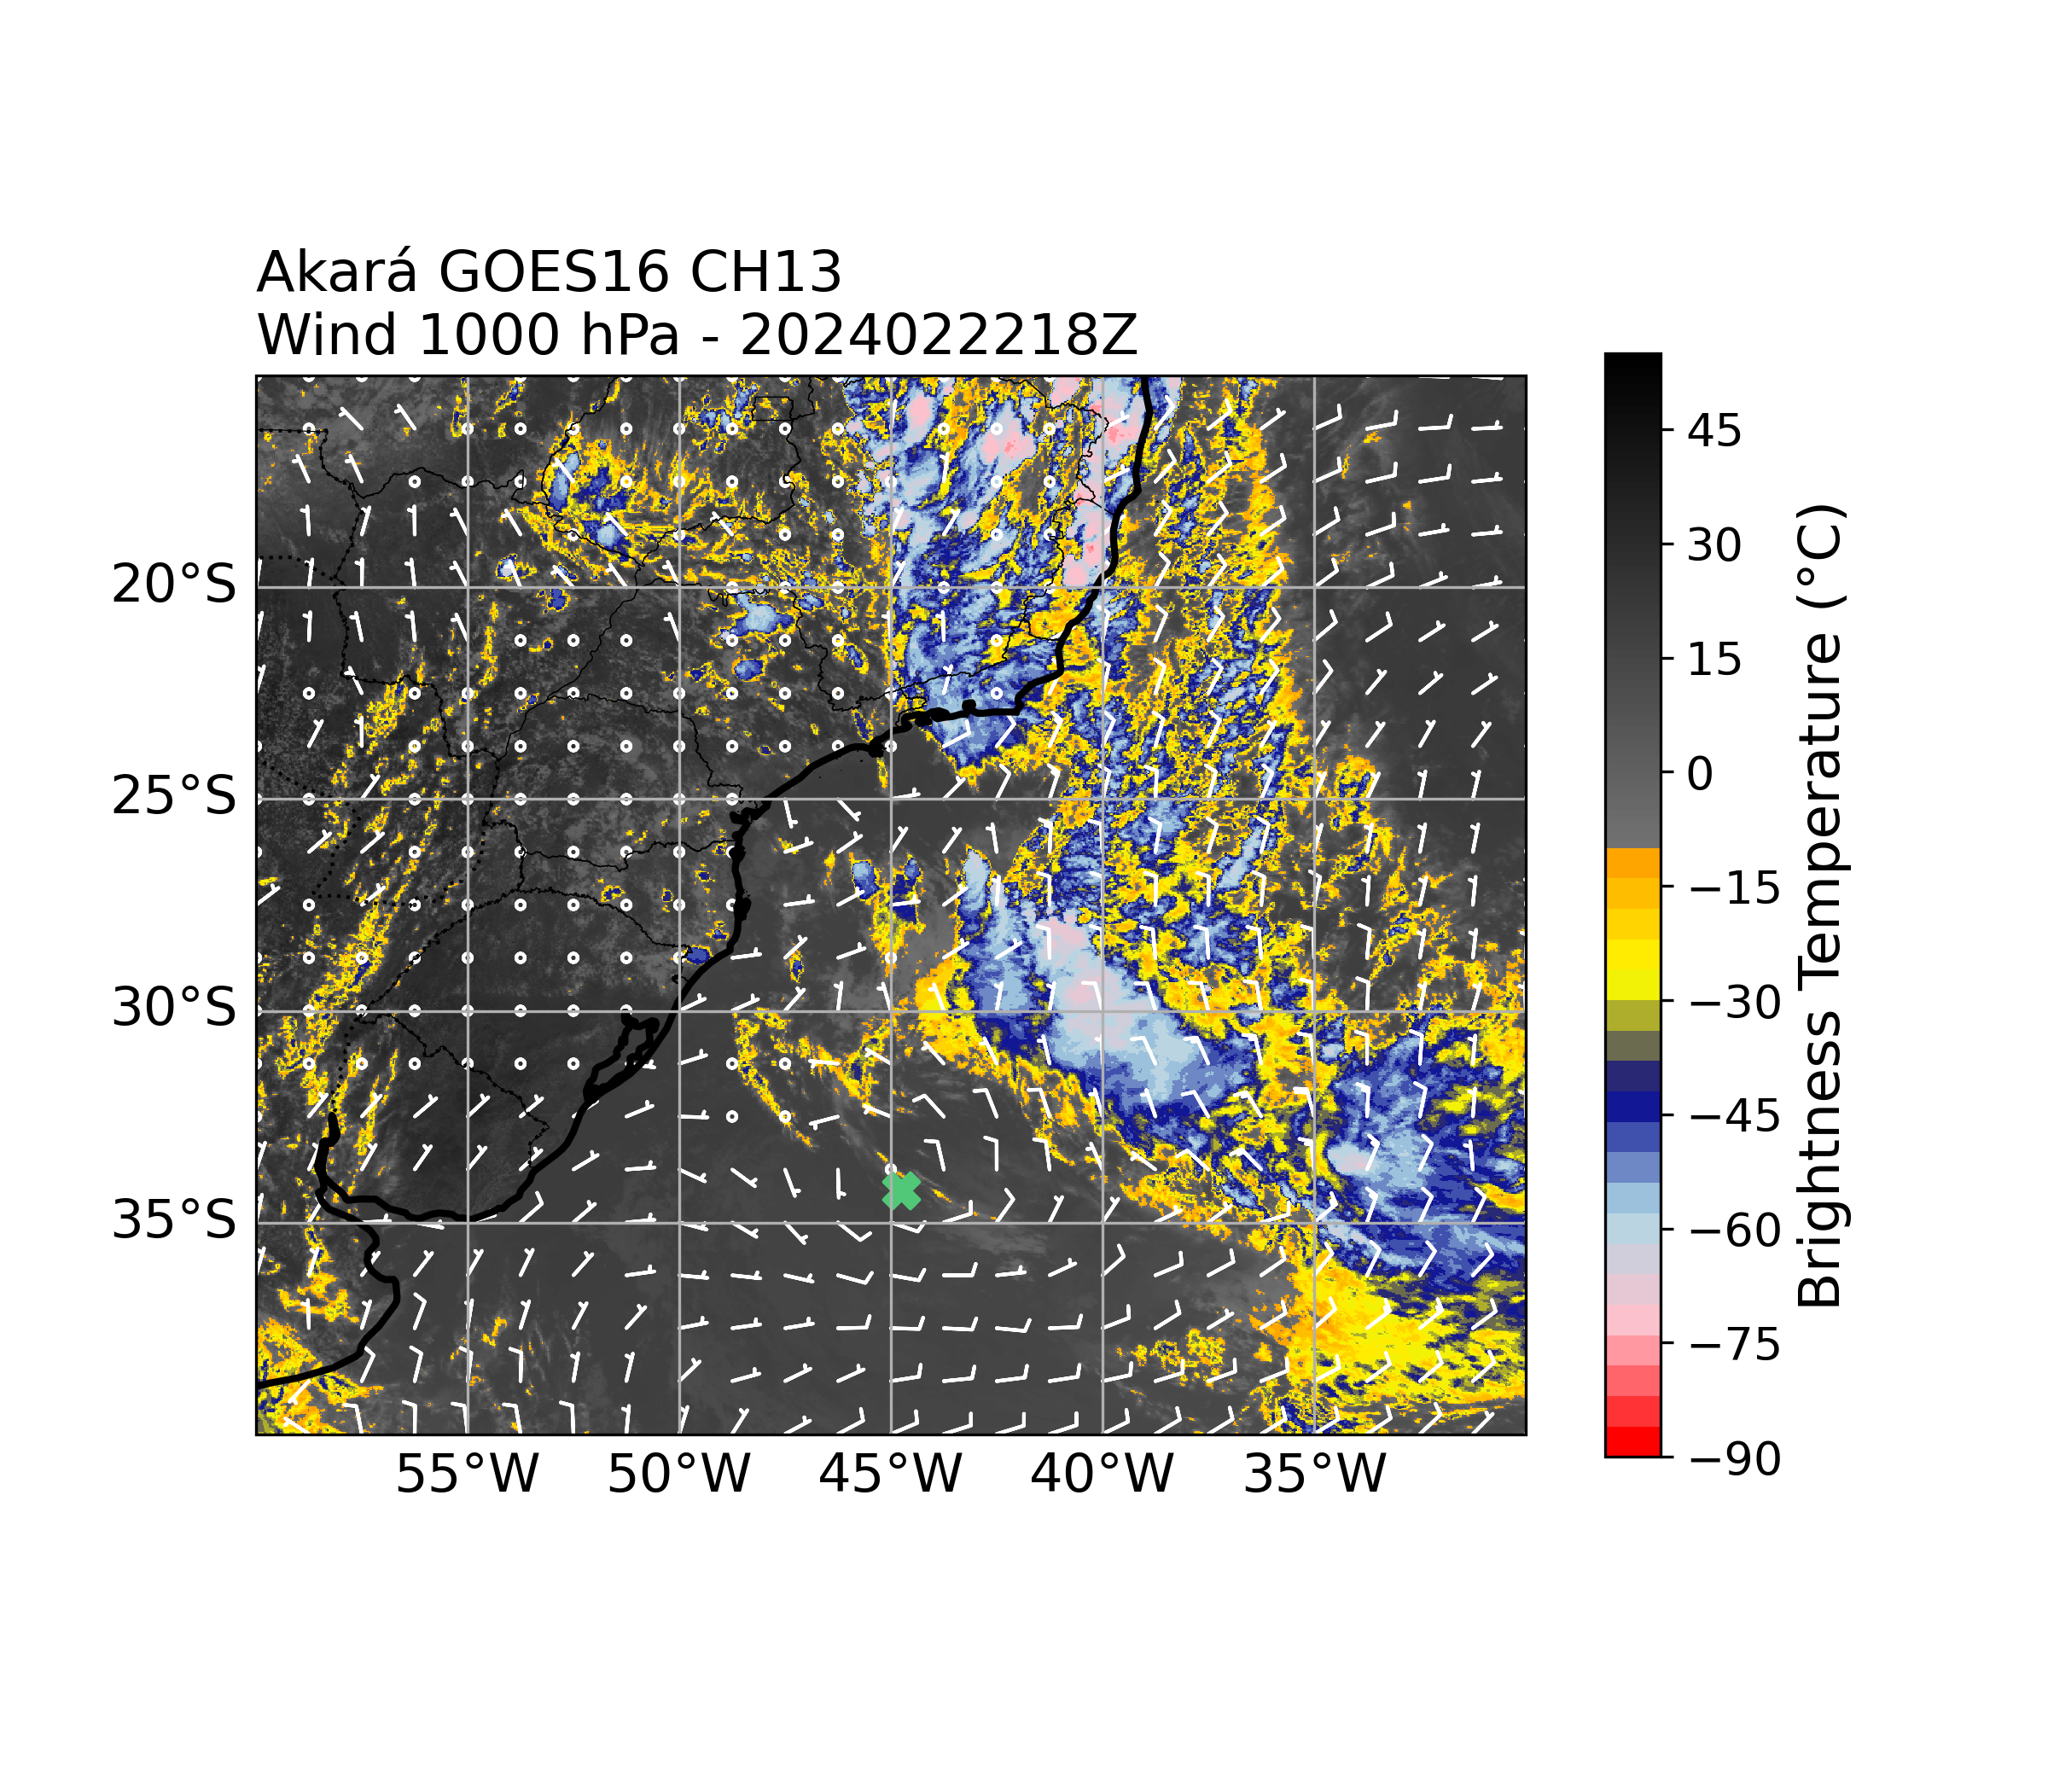 Akará GOES16 CH13
Wind 1000 hPa - 2024022218Z
20°S
25°S
30°S
35°S
55°W
50°W
45°W
40°W
35°W
45
30
15
0
−15
−30
−45
−60
−75
−90
Brightness Temperature (°C)